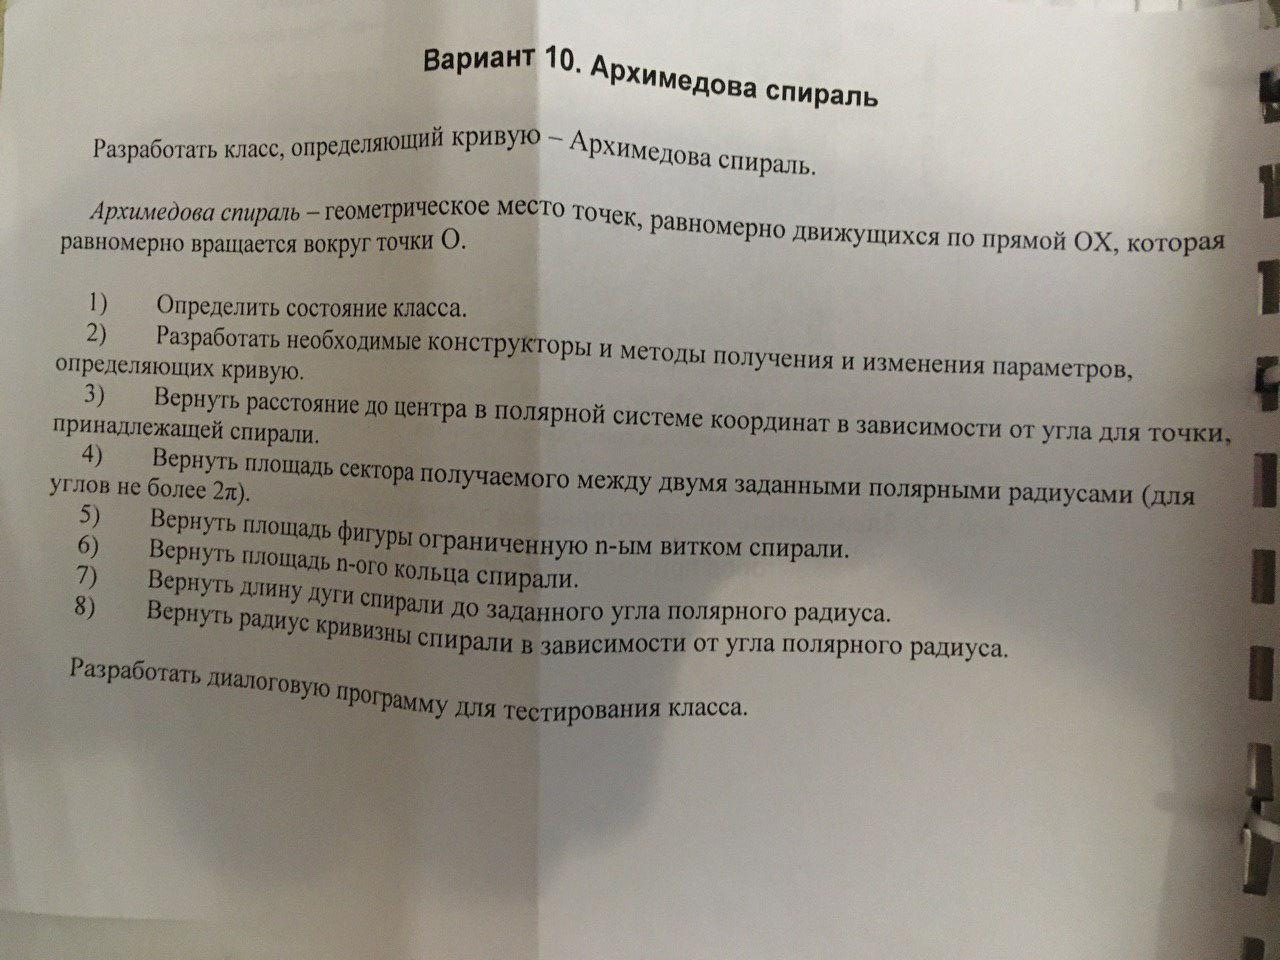 Вариант 10. Архимедова спираль
Разработать класс, определяющий кривую – Архимедова спираль.
Архимедова спираль – геометрическое место точек, равномерно движущихся по прямой ОХ, которая
равномерно вращается вокруг точки О.
1) Определить состояние класса.
2) Разработать необходимые конструкторы и методы получения и изменения параметров,
определяющих кривую.
3) Вернуть расстояние до центра в полярной системе координат в зависимости от угла для точки,
принадлежащей спирали.
4) Вернуть площадь сектора получаемого между двумя заданными полярными радиусами (для
углов не более 2π).
5) Вернуть площадь фигуры ограниченную n-ым витком спирали.
6) Вернуть площадь n-ого кольца спирали.
7) Вернуть длину дуги спирали до заданного угла полярного радиуса.
8) Вернуть радиус кривизны спирали в зависимости от угла полярного радиуса.
Разработать диалоговую программу для тестирования класса.